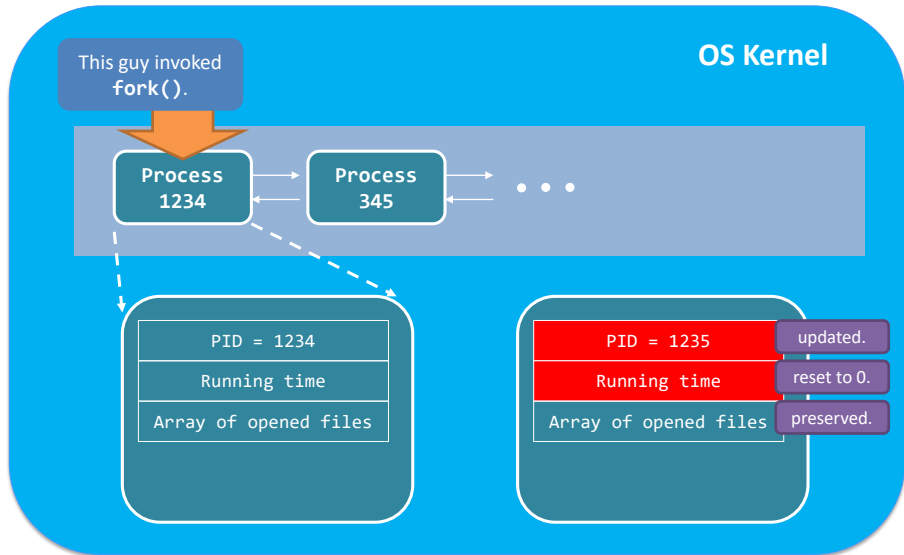 OS Kernel
This guy invoked
fork().
Process
1234
Process
345
• • •
PID = 1234
Running time
Array of opened files
PID = 1235
updated.
Running time
reset to 0.
Array of opened files
preserved.